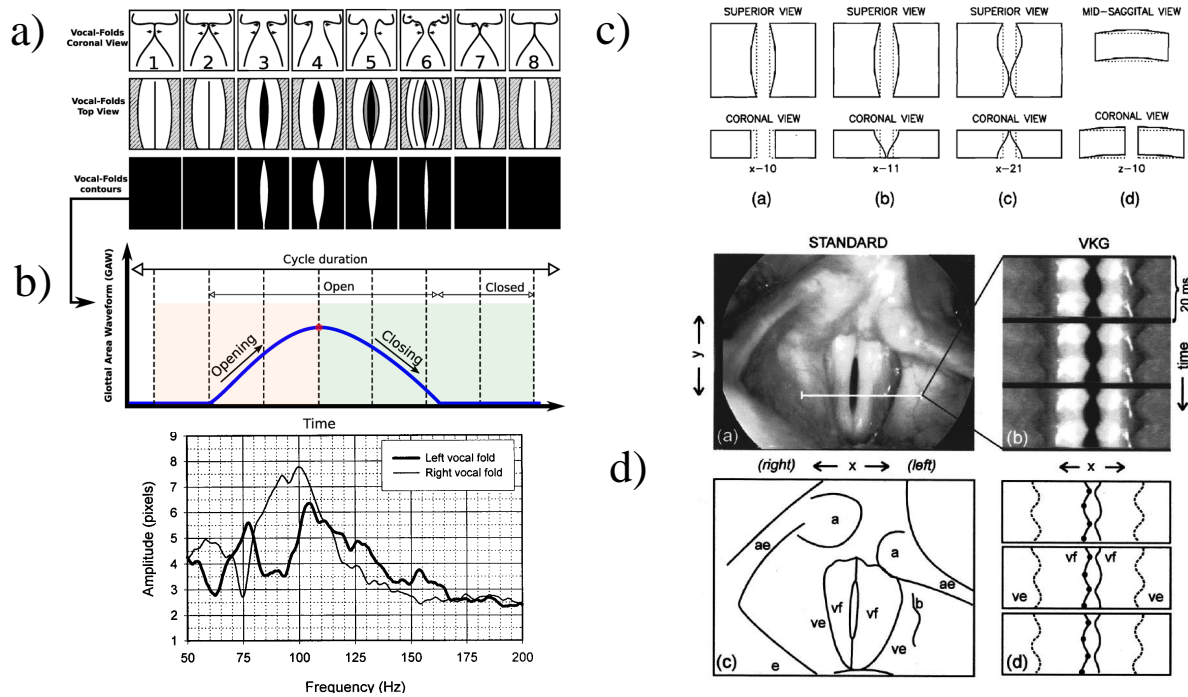 a)
Vocal-Folds
Coronal View
1 2 3 4 5 6 7 8
Vocal-Folds
Top View
Vocal-Folds
contours
b)
Glottal Area Waveform (GAW)
Cycle duration
Open
Closed
Opening
Closing
Time
9
8
7
6
5
4
3
2
1
Amplitude (pixels)
Left vocal fold
Right vocal fold
50 75 100 125 150 175 200
Frequency (Hz)
c)
SUPERIOR VIEW SUPERIOR VIEW SUPERIOR VIEW MID-SAGGITAL VIEW
CORONAL VIEW CORONAL VIEW CORONAL VIEW CORONAL VIEW
x-10 x-11 x-21 z-10
(a) (b) (c) (d)
d)
STANDARD VKG
y
20 ms
time
(a) (b)
(right) x (left) x
a
a
ae
ae
vf vf
ve
ve
b
e
(c)
vf vf
ve ve
(d)